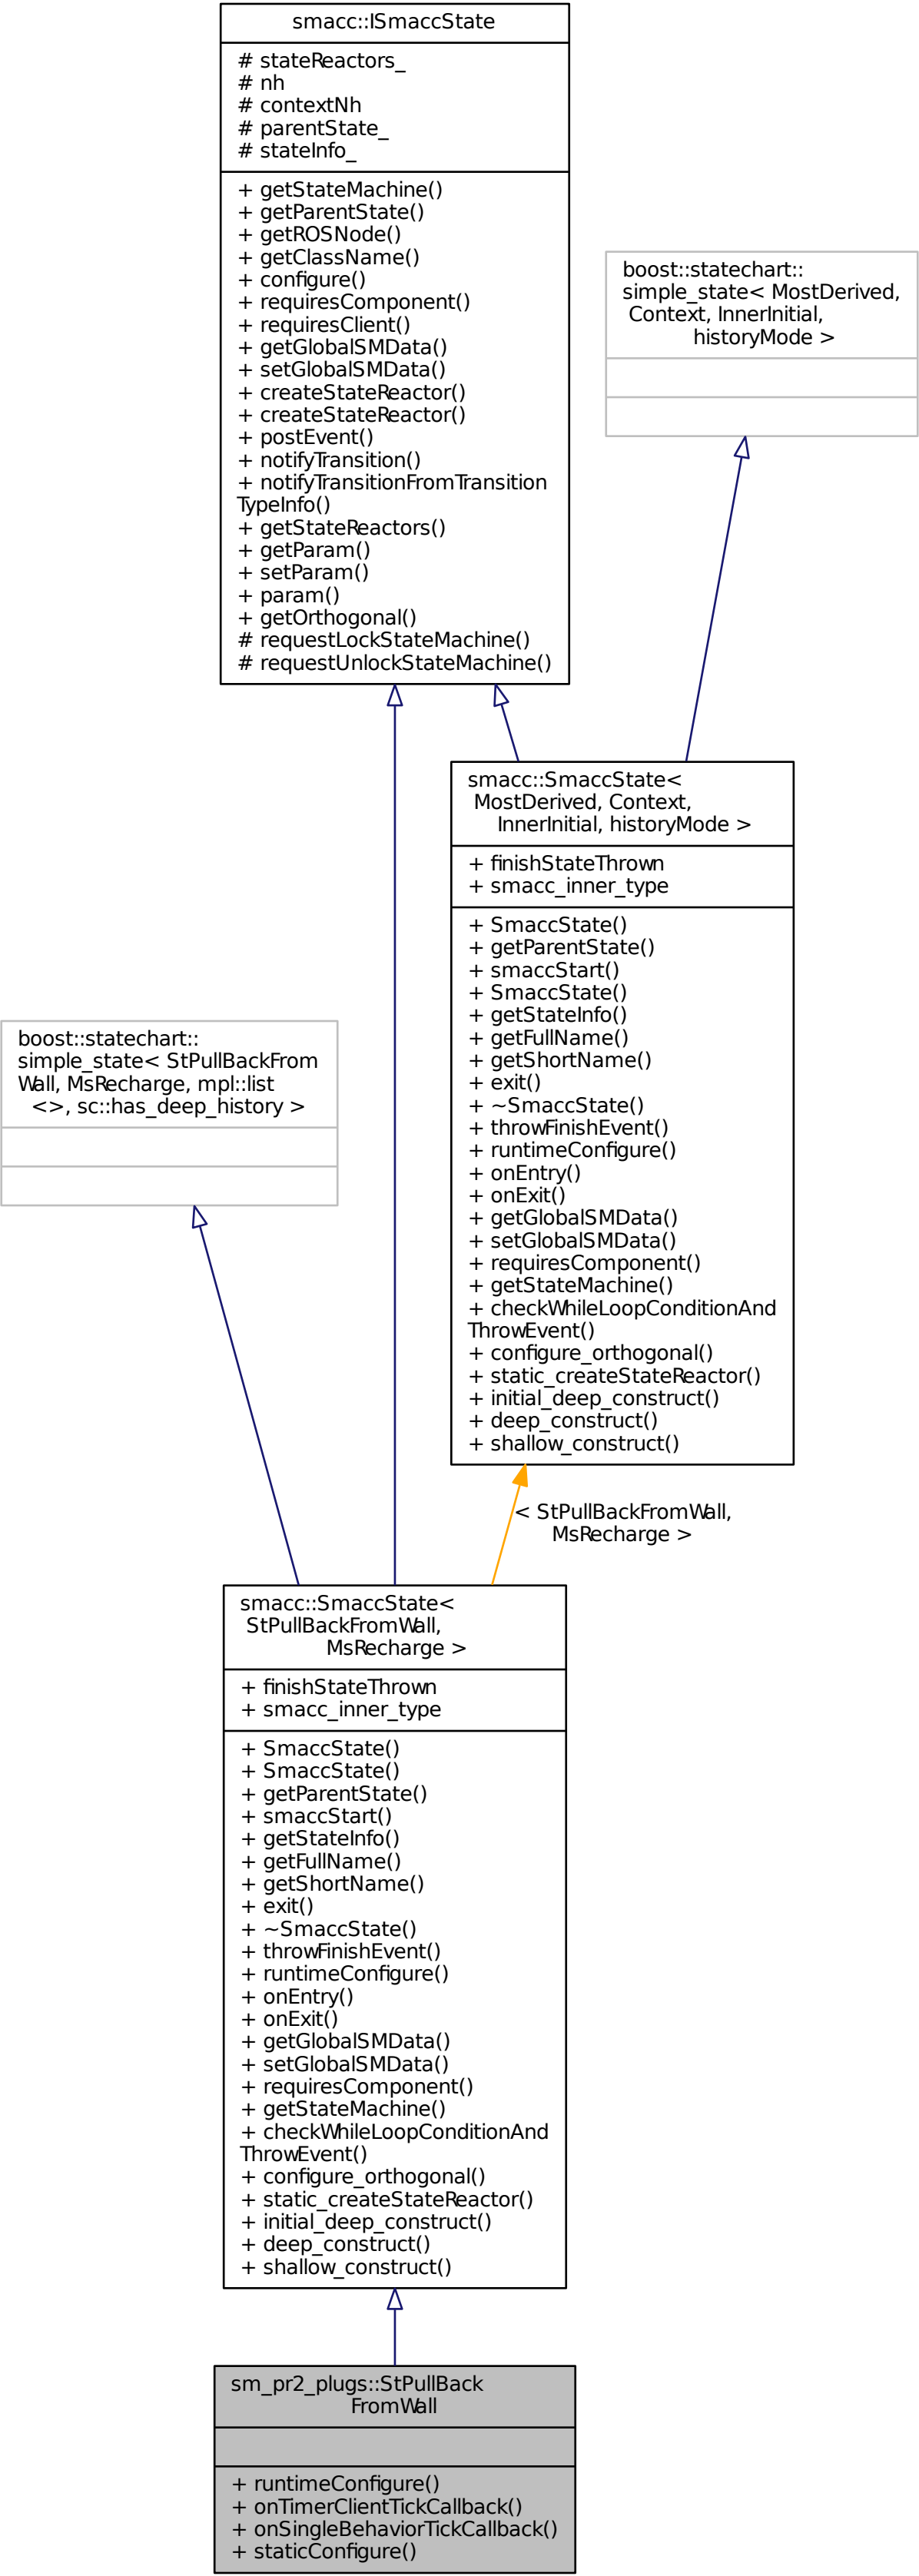 smacc::ISmaccState
# stateReactors_
# nh
# contextNh
# parentState_
# stateInfo_
+ getStateMachine()
+ getParentState()
+ getROSNode()
+ getClassName()
+ configure()
+ requiresComponent()
+ requiresClient()
+ getGlobalSMData()
+ setGlobalSMData()
+ createStateReactor()
+ createStateReactor()
+ postEvent()
+ notifyTransition()
+ notifyTransitionFromTransition
TypeInfo()
+ getStateReactors()
+ getParam()
+ setParam()
+ param()
+ getOrthogonal()
# requestLockStateMachine()
# requestUnlockStateMachine()
boost::statechart::
simple_state< MostDerived,
Context, InnerInitial,
historyMode >
smacc::SmaccState<
MostDerived, Context,
InnerInitial, historyMode >
+ finishStateThrown
+ smacc_inner_type
+ SmaccState()
+ getParentState()
+ smaccStart()
+ SmaccState()
+ getStateInfo()
+ getFullName()
+ getShortName()
+ exit()
+ ~SmaccState()
+ throwFinishEvent()
+ runtimeConfigure()
+ onEntry()
+ onExit()
+ getGlobalSMData()
+ setGlobalSMData()
+ requiresComponent()
+ getStateMachine()
+ checkWhileLoopConditionAnd
ThrowEvent()
+ configure_orthogonal()
+ static_createStateReactor()
+ initial_deep_construct()
+ deep_construct()
+ shallow_construct()
boost::statechart::
simple_state< StPullBackFrom
Wall, MsRecharge, mpl::list
<>, sc::has_deep_history >
< StPullBackFromWall,
MsRecharge >
smacc::SmaccState<
StPullBackFromWall,
MsRecharge >
+ finishStateThrown
+ smacc_inner_type
+ SmaccState()
+ SmaccState()
+ getParentState()
+ smaccStart()
+ getStateInfo()
+ getFullName()
+ getShortName()
+ exit()
+ ~SmaccState()
+ throwFinishEvent()
+ runtimeConfigure()
+ onEntry()
+ onExit()
+ getGlobalSMData()
+ setGlobalSMData()
+ requiresComponent()
+ getStateMachine()
+ checkWhileLoopConditionAnd
ThrowEvent()
+ configure_orthogonal()
+ static_createStateReactor()
+ initial_deep_construct()
+ deep_construct()
+ shallow_construct()
sm_pr2_plugs::StPullBack
FromWall
+ runtimeConfigure()
+ onTimerClientTickCallback()
+ onSingleBehaviorTickCallback()
+ staticConfigure()